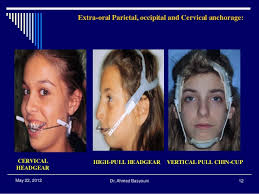 Extra-oral Parietal, occipital and Cervical anchorage:
CERVICAL
HEADGEAR
HIGH-PULL HEADGEAR
VERTICAL PULL CHIN-CUP
May 22, 2012
Dr. Ahmed Basyouni
12